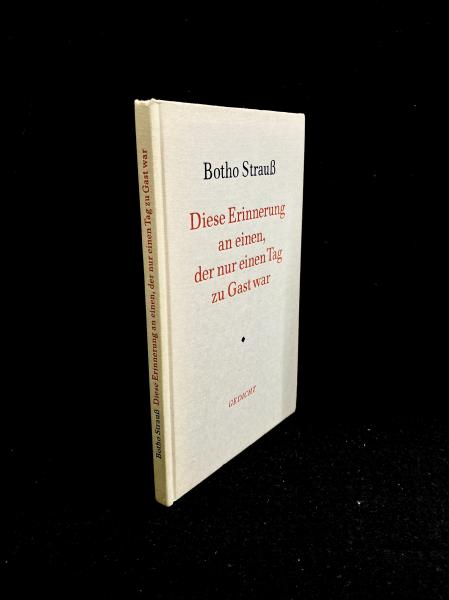 Botho Strauß
Diese Erinnerung
an einen,
der nur einen Tag
zu Gast war
GEDICHT
Botho Strauß Diese Erinnerung an einen, der nur einen Tag zu Gast war